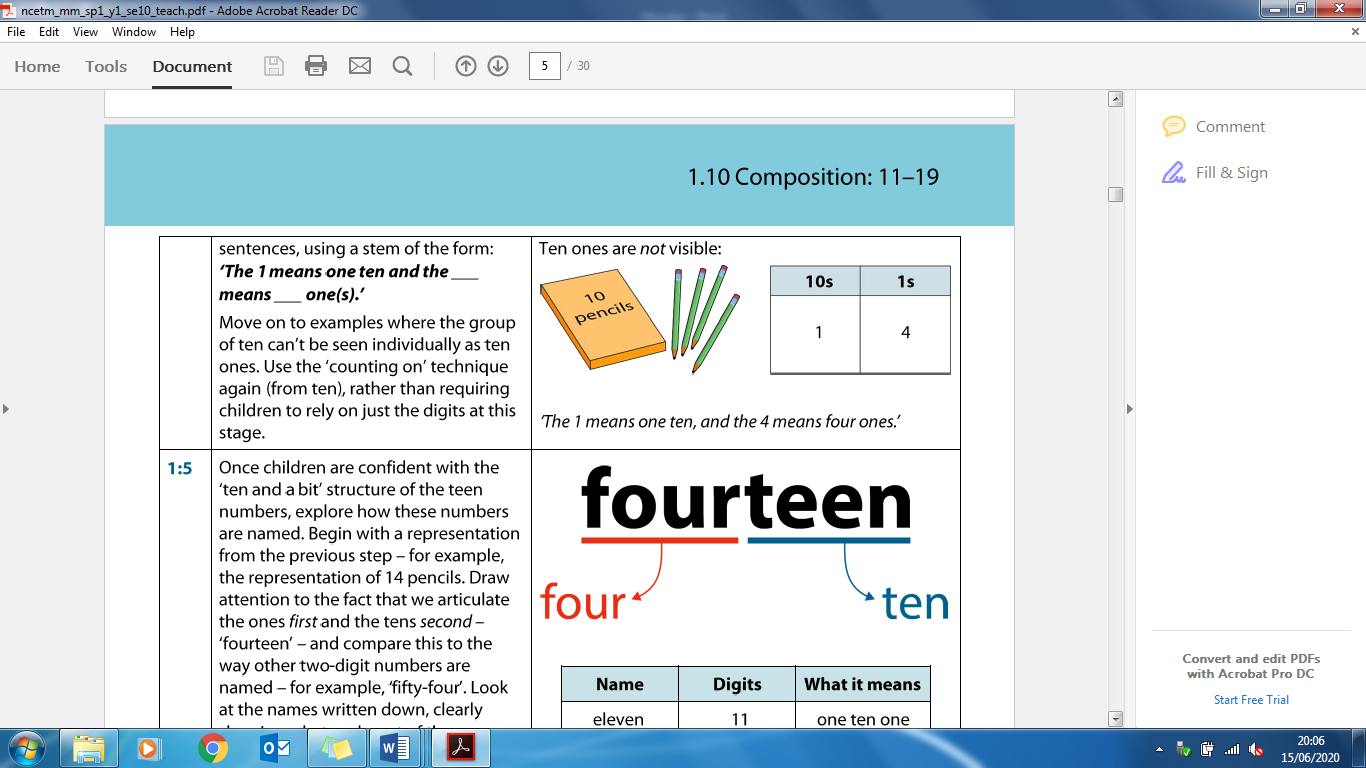 ncetm_mm_sp1_y1_se10_teach.pdf - Adobe Acrobat Reader DC
File Edit View Window Help
Home Tools Document 5 / 30
1.10 Composition: 11–19
sentences, using a stem of the form:
‘The 1 means one ten and the ___
means ___ one(s).’
Move on to examples where the group
of ten can’t be seen individually as ten
ones. Use the ‘counting on’ technique
again (from ten), rather than requiring
children to rely on just the digits at this
stage.
Ten ones are not visible:
10
pencils
10s 1s
1 4
‘The 1 means one ten, and the 4 means four ones.’
1:5
Once children are confident with the
‘ten and a bit’ structure of the teen
numbers, explore how these numbers
are named. Begin with a representation
from the previous step – for example,
the representation of 14 pencils. Draw
attention to the fact that we articulate
the ones first and the tens second –
‘fourteen’ – and compare this to the
way other two-digit numbers are
named – for example, ‘fifty-four’. Look
at the names written down, clearly
fourteen
four ten
Name Digits What it means
eleven 11 one ten one
Comment
Fill & Sign
Convert and edit PDFs
with Acrobat Pro DC
Start Free Trial
20:06
15/06/2020